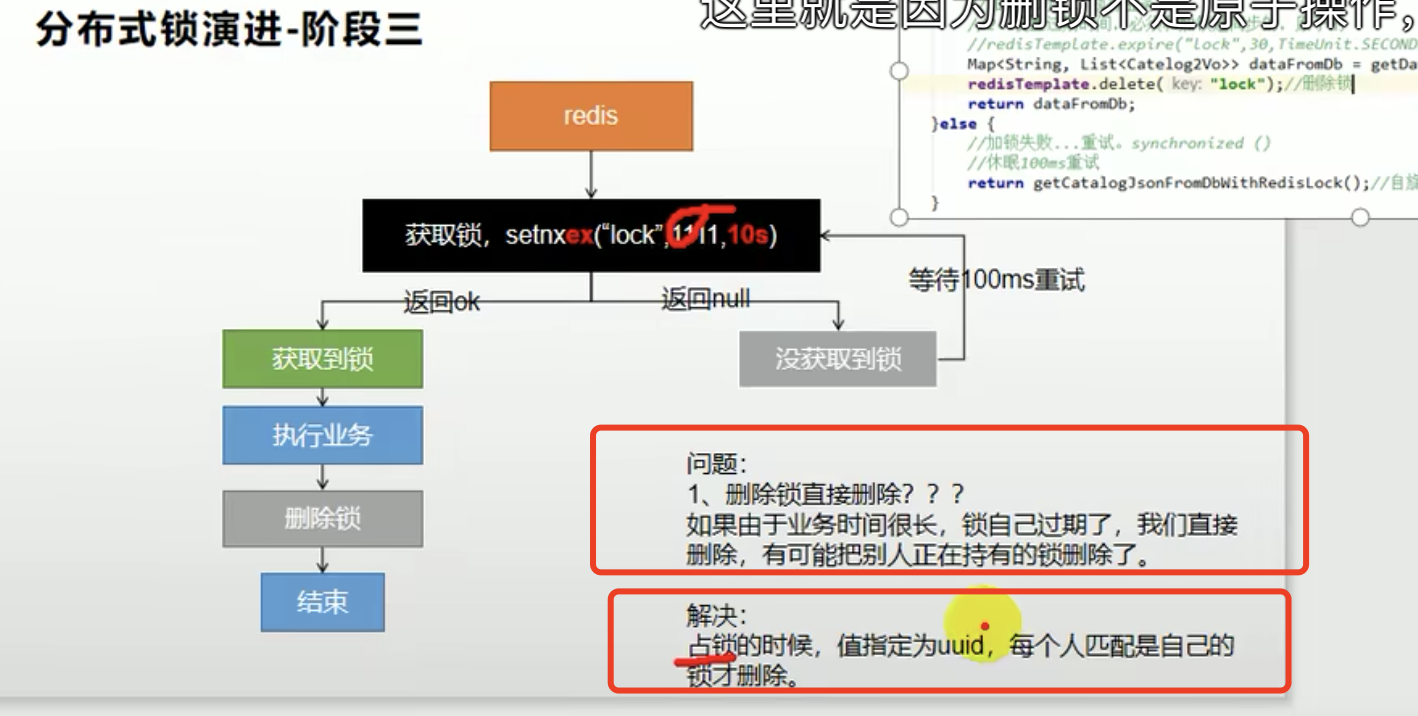 分布式锁演进-阶段三
这里就是因为删锁不是原子操作，
//redisTemplate.expire("lock",30,TimeUnit.SECOND
Map<String, List<Catelog2Vo>> dataFromDb = getDa
redisTemplate.delete( key: "lock");//删除锁
return dataFromDb;
}else {
//加锁失败...重试。synchronized ()
//休眠100ms重试
return getCatalogJsonFromDbWithRedisLock();//自旋
}
redis
获取锁，setnxex(“lock”,1111,10s)
等待100ms重试
返回ok
返回null
获取到锁
没获取到锁
执行业务
删除锁
结束
问题：
1、删除锁直接删除？？？
如果由于业务时间很长，锁自己过期了，我们直接
删除，有可能把别人正在持有的锁删除了。
解决：
占锁的时候，值指定为uuid，每个人匹配是自己的
锁才删除。